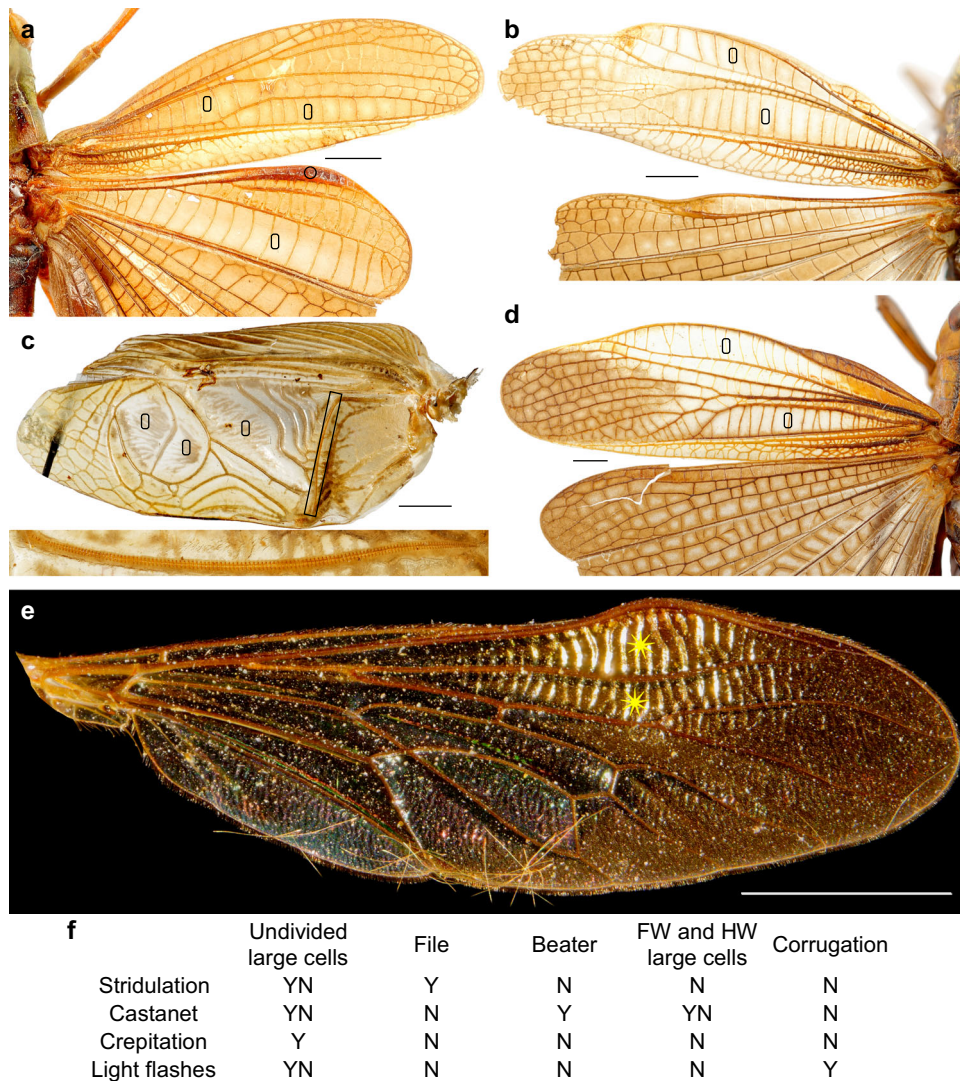 a
b
c
d
e
f
Undivided large cells File Beater FW and HW large cells Corrugation
Stridulation YN Y N N N
Castanet YN N Y YN N
Crepitation Y N N N N
Light flashes YN N N N Y